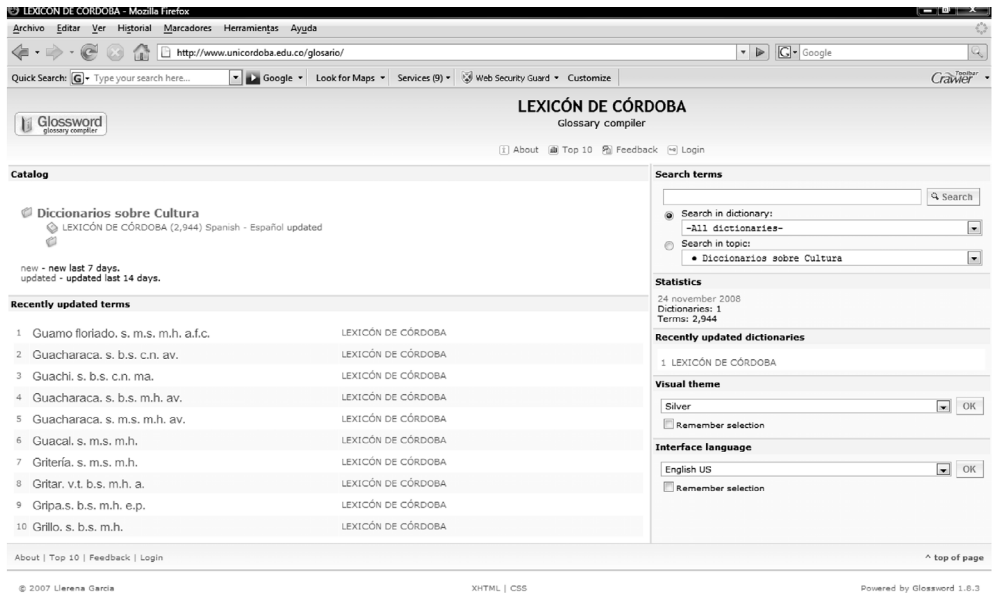 LEXICÓN DE CÓRDOBA - Mozilla Firefox
Archivo Editar Ver Historial Marcadores Herramientas Ayuda
http://www.unicordoba.edu.co/glosario/ G Google
Quick Search: G Type your search here... Google Look for Maps Services (9) Web Security Guard Customize Crawler Toolbar
LEXICÓN DE CÓRDOBA
Glossword
glossary compiler
Glossary compiler
About Top 10 Feedback Login
Catalog
Diccionarios sobre Cultura
LEXICÓN DE CÓRDOBA (2,944) Spanish - Español updated
new - new last 7 days.
updated - updated last 14 days.
Recently updated terms
1 Guamo floriado. s. m.s. m.h. a.f.c. LEXICÓN DE CÓRDOBA
2 Guacharaca. s. b.s. c.n. av. LEXICÓN DE CÓRDOBA
3 Guachi. s. b.s. c.n. ma. LEXICÓN DE CÓRDOBA
4 Guacharaca. s. b.s. m.h. av. LEXICÓN DE CÓRDOBA
5 Guacharaca. s. m.s. m.h. av. LEXICÓN DE CÓRDOBA
6 Guacal. s. m.s. m.h. LEXICÓN DE CÓRDOBA
7 Gritería. s. m.s. m.h. LEXICÓN DE CÓRDOBA
8 Gritar. v.t. b.s. m.h. a. LEXICÓN DE CÓRDOBA
9 Gripa.s. b.s. m.h. e.p. LEXICÓN DE CÓRDOBA
10 Grillo. s. b.s. m.h. LEXICÓN DE CÓRDOBA
Search terms
Search
Search in dictionary:
-All dictionaries-
Search in topic:
• Diccionarios sobre Cultura
Statistics
24 november 2008
Dictionaries: 1
Terms: 2,944
Recently updated dictionaries
1 LEXICÓN DE CÓRDOBA
Visual theme
Silver OK
Remember selection
Interface language
English US OK
Remember selection
About | Top 10 | Feedback | Login ^ top of page
© 2007 Llerena Garcia XHTML | CSS Powered by Glossword 1.8.3